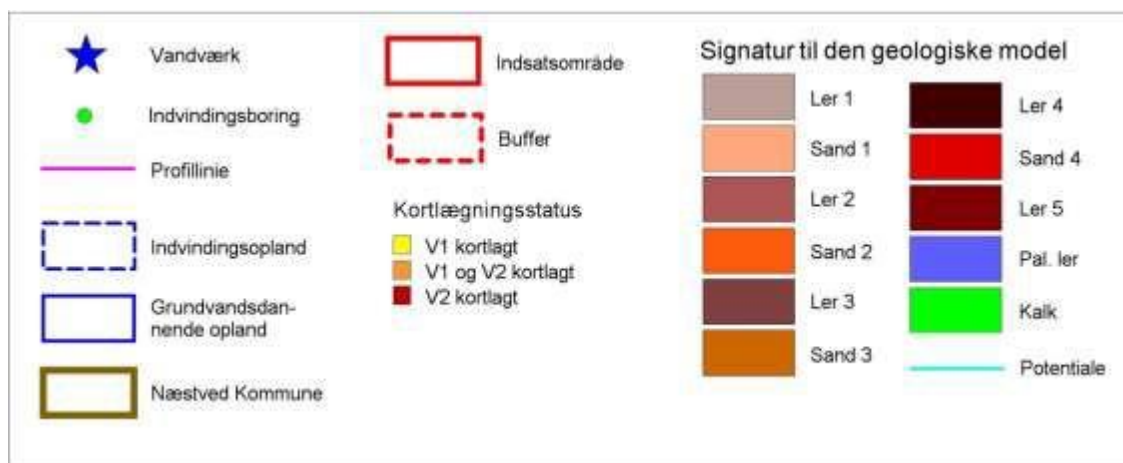 Vandværk
Indvindingsboring
Profillinie
Indvindingsopland
Grundvandsdan-
nende opland
Næstved Kommune
Indsatsområde
Buffer
Kortlægningsstatus
V1 kortlagt
V1 og V2 kortlagt
V2 kortlagt
Signatur til den geologiske model
Ler 1
Sand 1
Ler 2
Sand 2
Ler 3
Sand 3
Ler 4
Sand 4
Ler 5
Pal. ler
Kalk
Potentiale